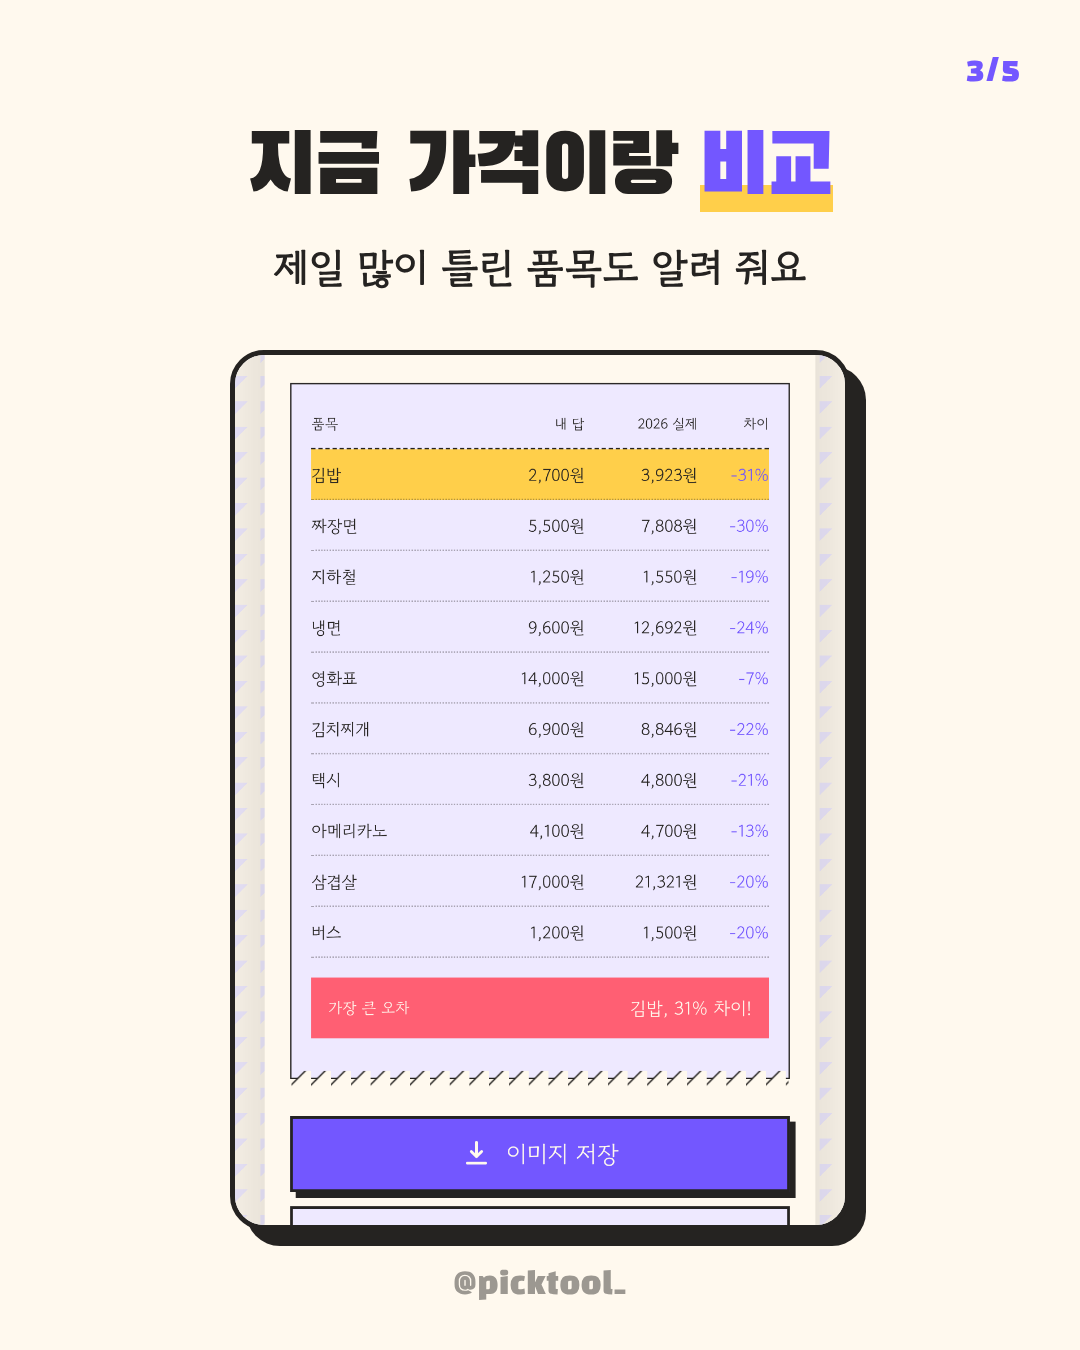 3/5
지금 가격이랑 비교
제일 많이 틀린 품목도 알려 줘요
품목 내 답 2026 실제 차이
김밥 2,700원 3,923원 -31%
짜장면 5,500원 7,808원 -30%
지하철 1,250원 1,550원 -19%
냉면 9,600원 12,692원 -24%
영화표 14,000원 15,000원 -7%
김치찌개 6,900원 8,846원 -22%
택시 3,800원 4,800원 -21%
아메리카노 4,100원 4,700원 -13%
삼겹살 17,000원 21,321원 -20%
버스 1,200원 1,500원 -20%
가장 큰 오차 김밥, 31% 차이!
이미지 저장
@picktool_